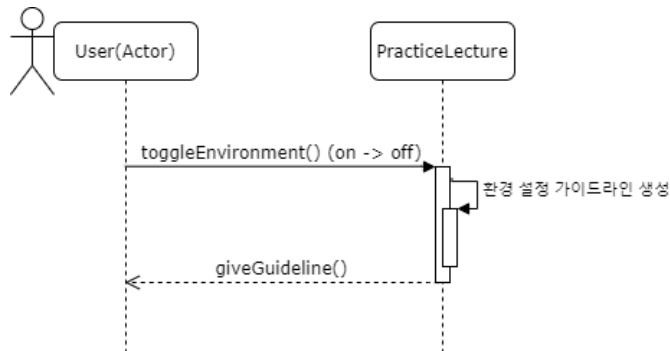 User(Actor)
PracticeLecture
toggleEnvironment() (on -> off)
환경 설정 가이드라인 생성
giveGuideline()